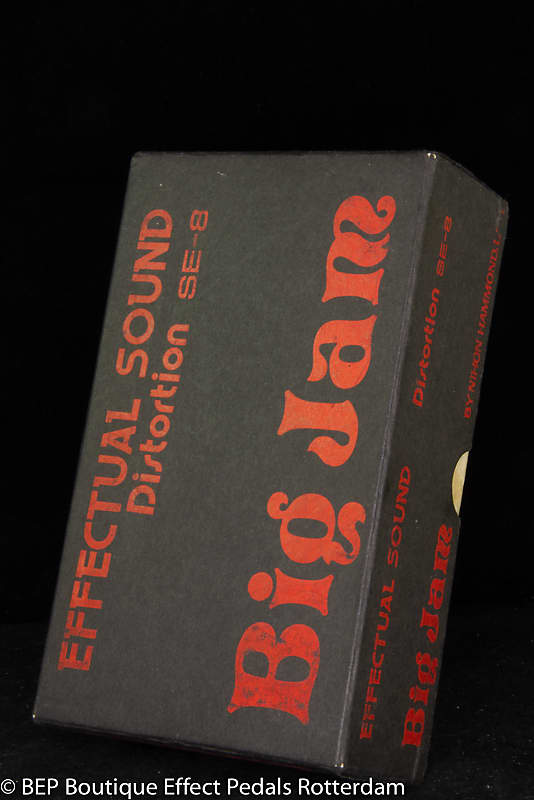 EFFECTUAL SOUND
Distortion SE-8
Big Jam
EFFECTUAL SOUND
Distortion SE-8
Big Jam
BY NIHON HAMMOND.
© BEP Boutique Effect Pedals Rotterdam